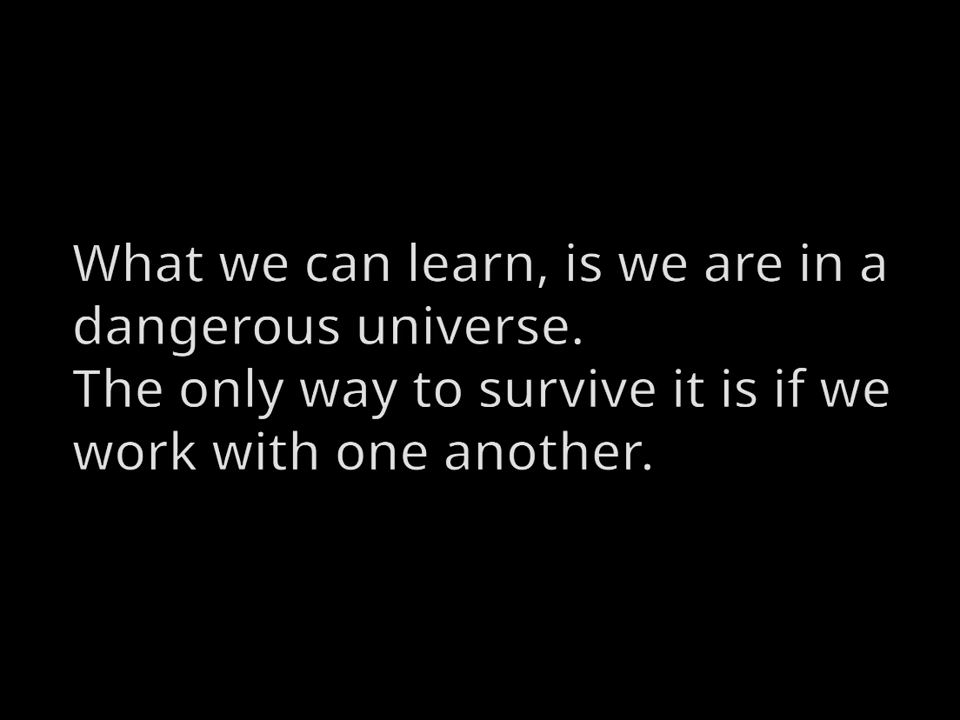 What we can learn, is we are in a
dangerous universe.
The only way to survive it is if we
work with one another.